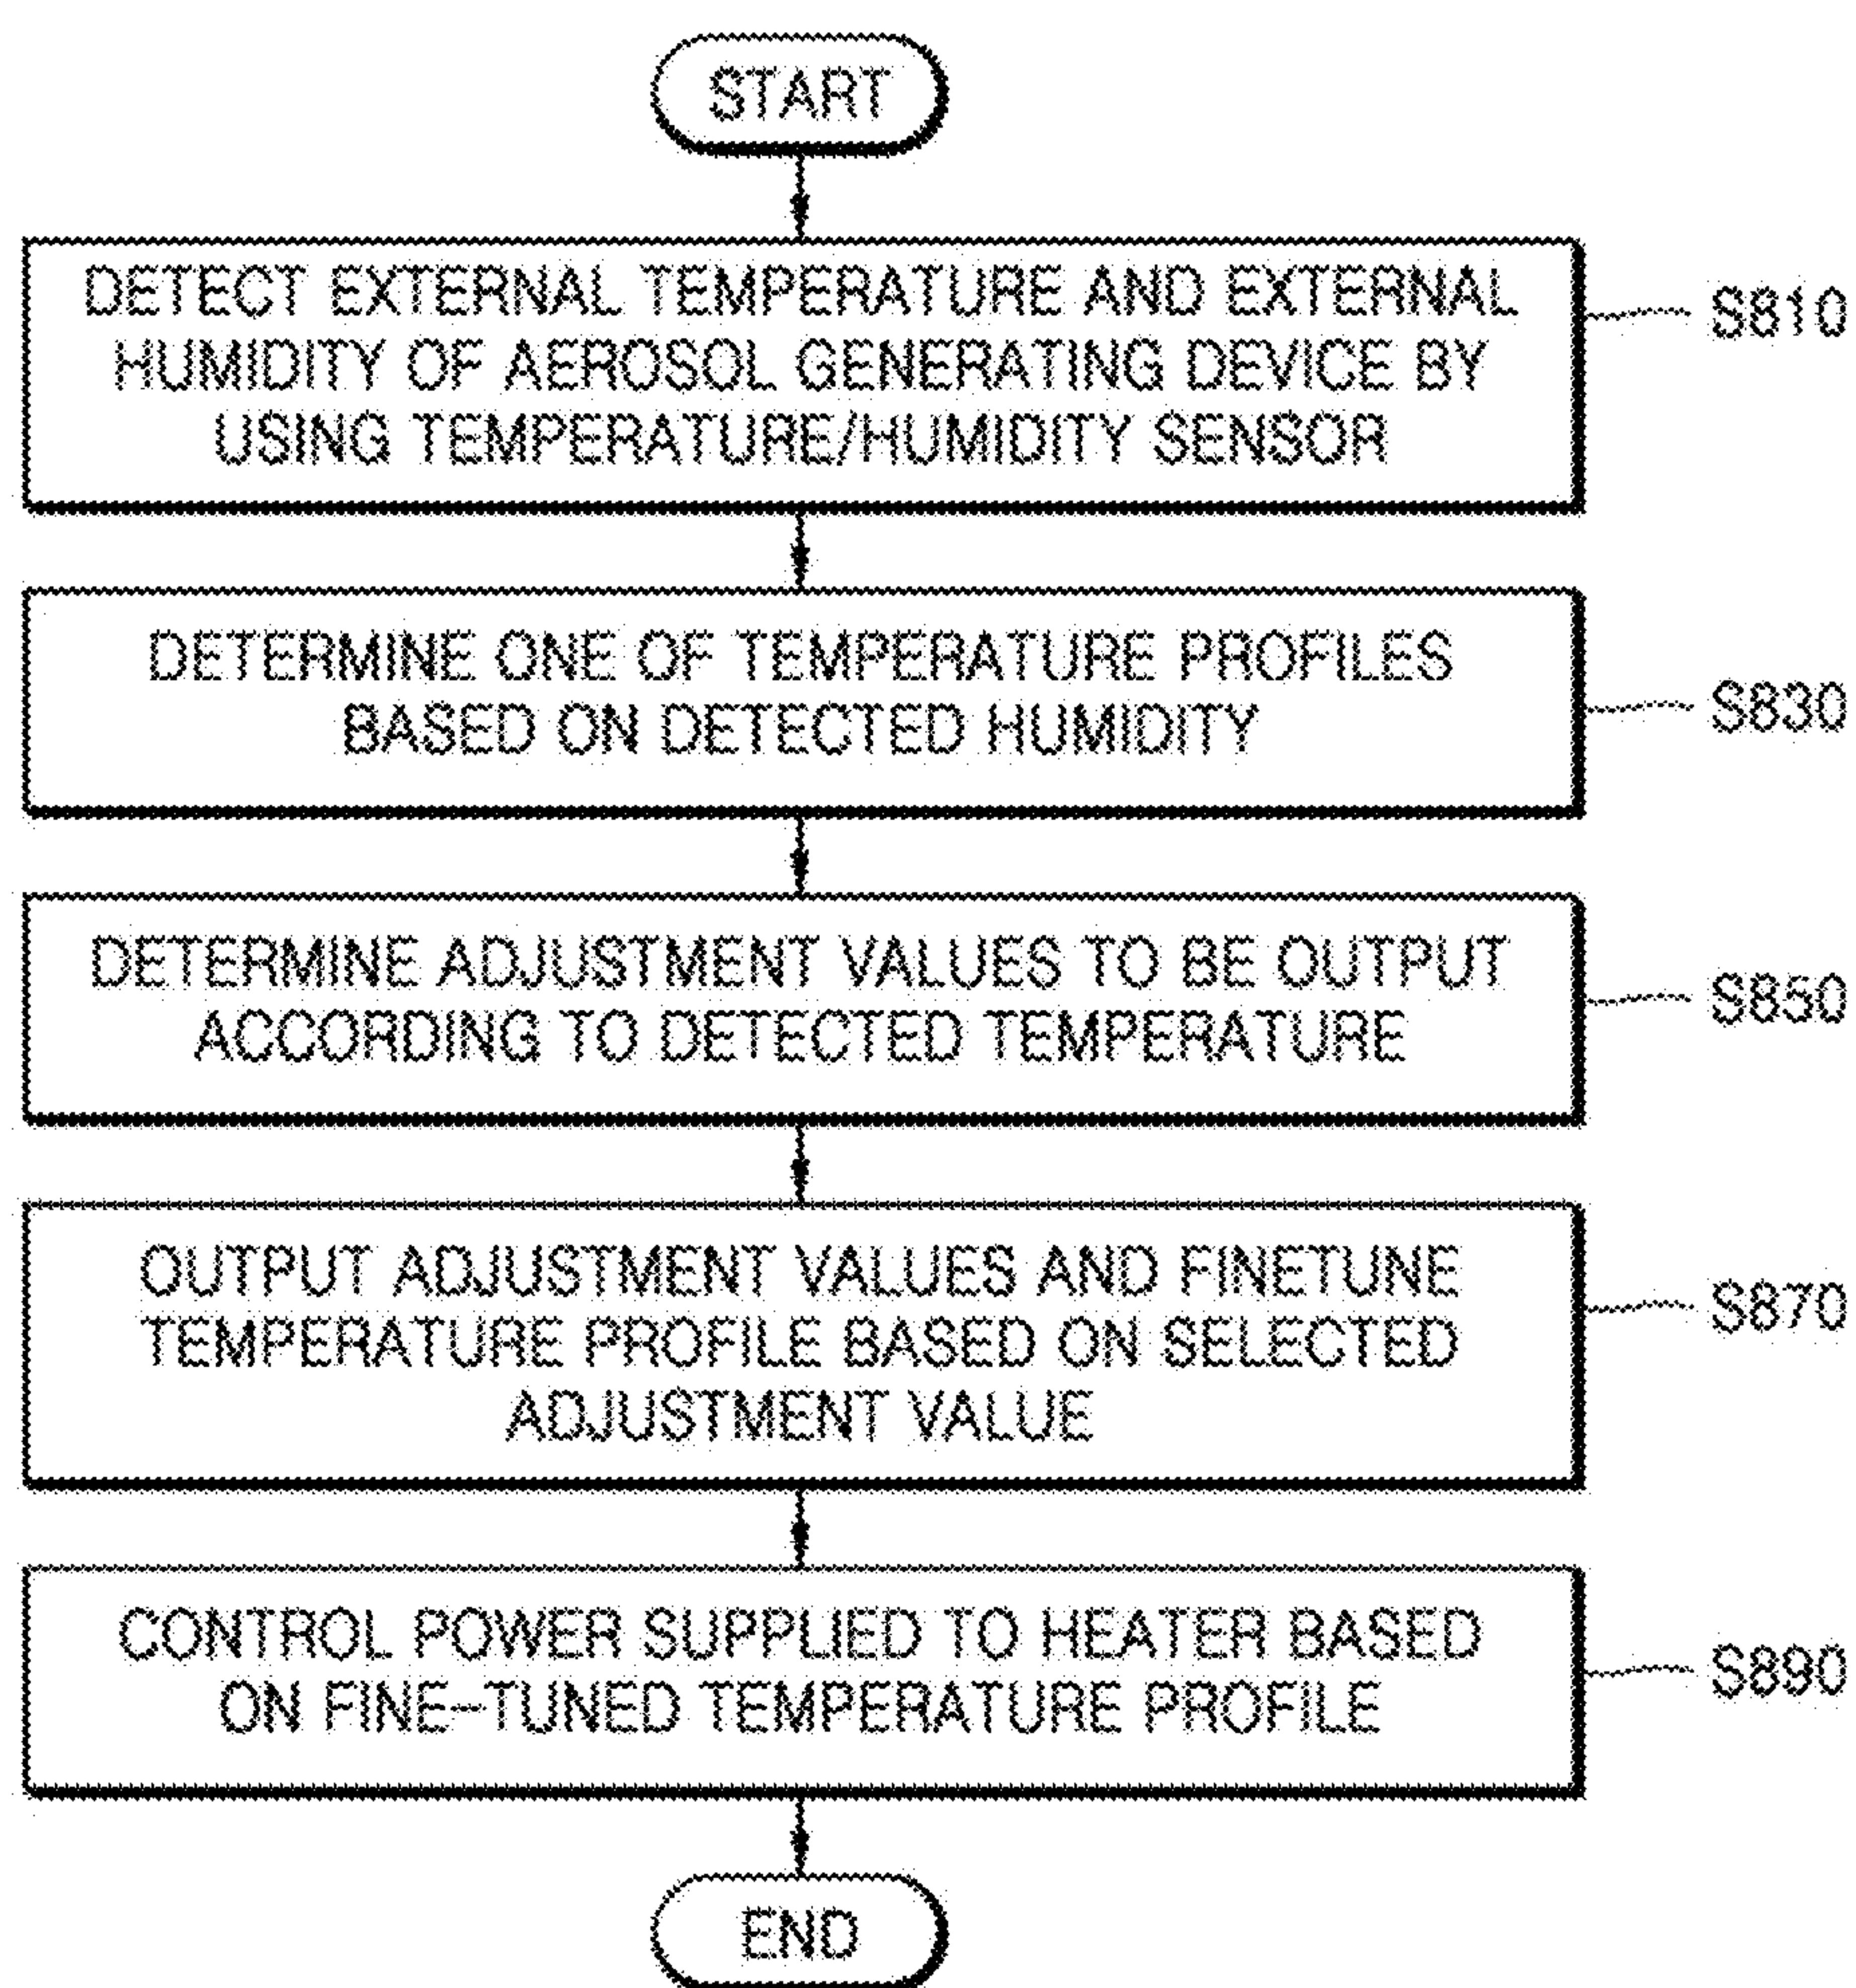 START
DETECT EXTERNAL TEMPERATURE AND EXTERNAL
HUMIDITY OF AEROSOL GENERATING DEVICE BY
USING TEMPERATURE/HUMIDITY SENSOR
S810
DETERMINE ONE OF TEMPERATURE PROFILES
BASED ON DETECTED HUMIDITY
S830
DETERMINE ADJUSTMENT VALUES TO BE OUTPUT
ACCORDING TO DETECTED TEMPERATURE
S850
OUTPUT ADJUSTMENT VALUES AND FINETUNE
TEMPERATURE PROFILE BASED ON SELECTED
ADJUSTMENT VALUE
S870
CONTROL POWER SUPPLIED TO HEATER BASED
ON FINE-TUNED TEMPERATURE PROFILE
S890
END